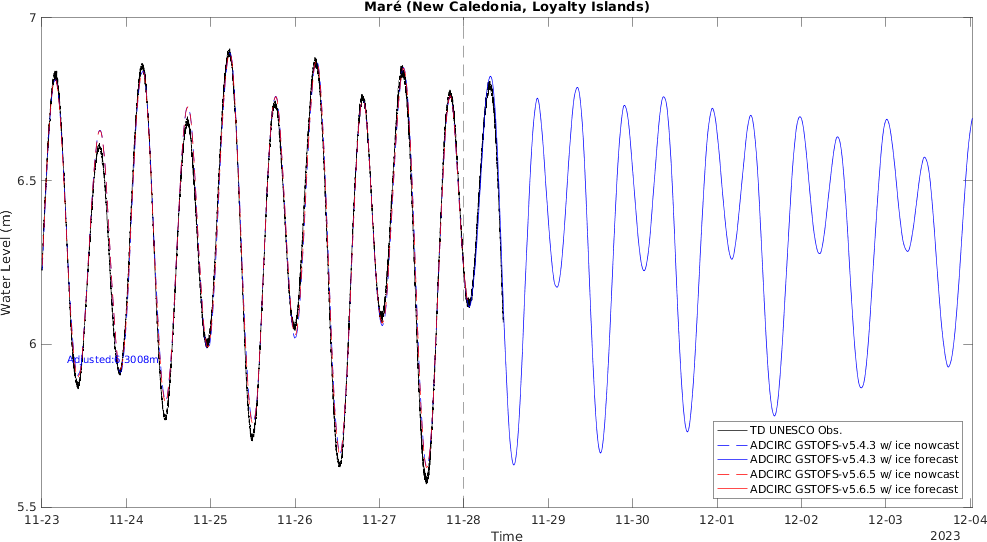 Maré (New Caledonia, Loyalty Islands)
7
6.5
6
5.5
Water Level (m)
Adjusted:6.3008m
TD UNESCO Obs.
ADCIRC GSTOFS-v5.4.3 w/ ice nowcast
ADCIRC GSTOFS-v5.4.3 w/ ice forecast
ADCIRC GSTOFS-v5.6.5 w/ ice nowcast
ADCIRC GSTOFS-v5.6.5 w/ ice forecast
11-23 11-24 11-25 11-26 11-27 11-28 11-29 11-30 12-01 12-02 12-03 12-04
Time
2023